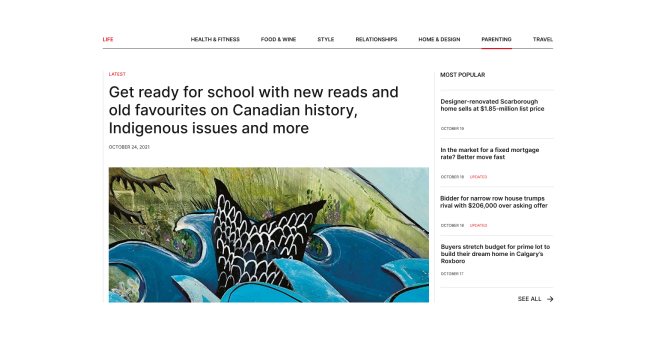 LIFE
HEALTH & FITNESS
FOOD & WINE
STYLE
RELATIONSHIPS
HOME & DESIGN
PARENTING
TRAVEL
LATEST
Get ready for school with new reads and
old favourites on Canadian history,
Indigenous issues and more
OCTOBER 24, 2021
MOST POPULAR
Designer-renovated Scarborough
home sells at $1.85-million list price
OCTOBER 19
In the market for a fixed mortgage
rate? Better move fast
OCTOBER 18 UPDATED
Bidder for narrow row house trumps
rival with $206,000 over asking offer
OCTOBER 18 UPDATED
Buyers stretch budget for prime lot to
build their dream home in Calgary's
Roxboro
OCTOBER 17
SEE ALL